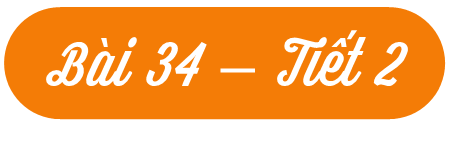 Bài 34 – Tiết 2